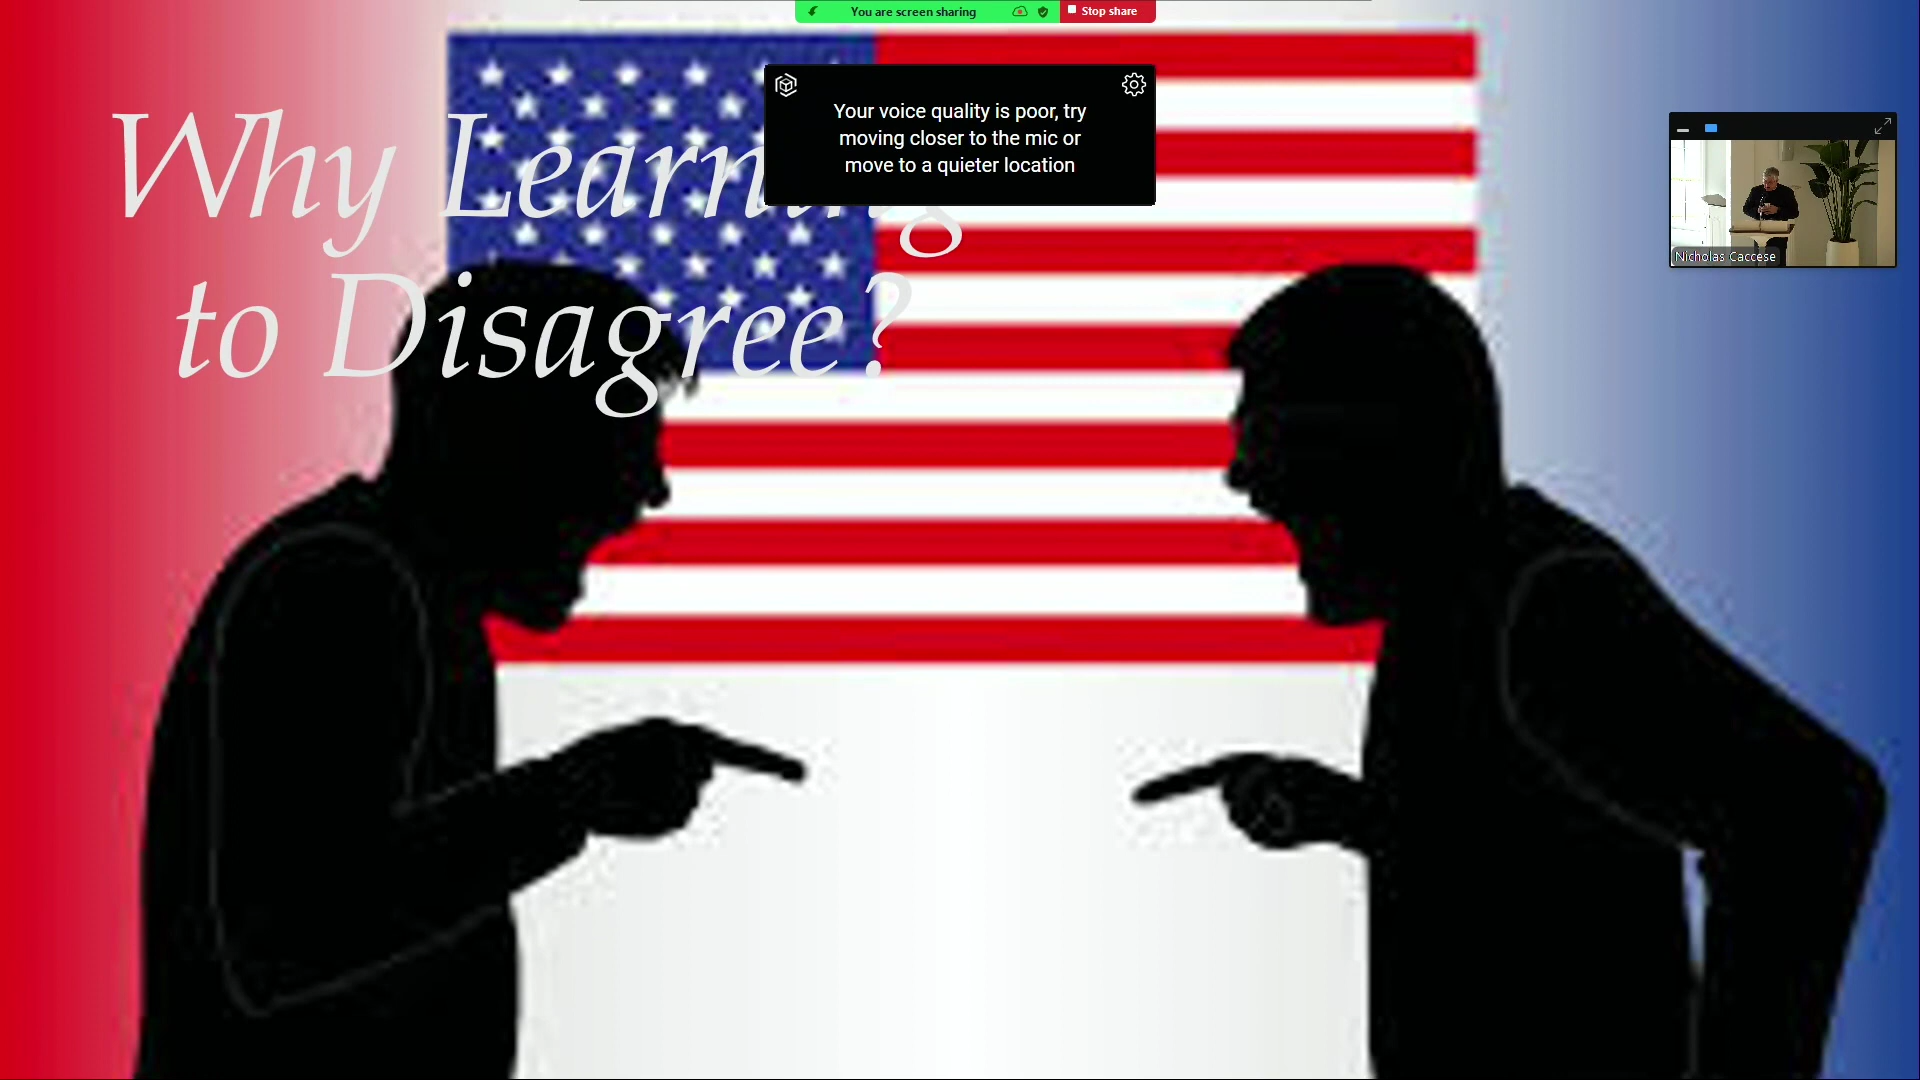 You are screen sharing
Stop share
Your voice quality is poor, try
moving closer to the mic or
move to a quieter location
Why Learning
to Disagree?
Nicholas Caccese